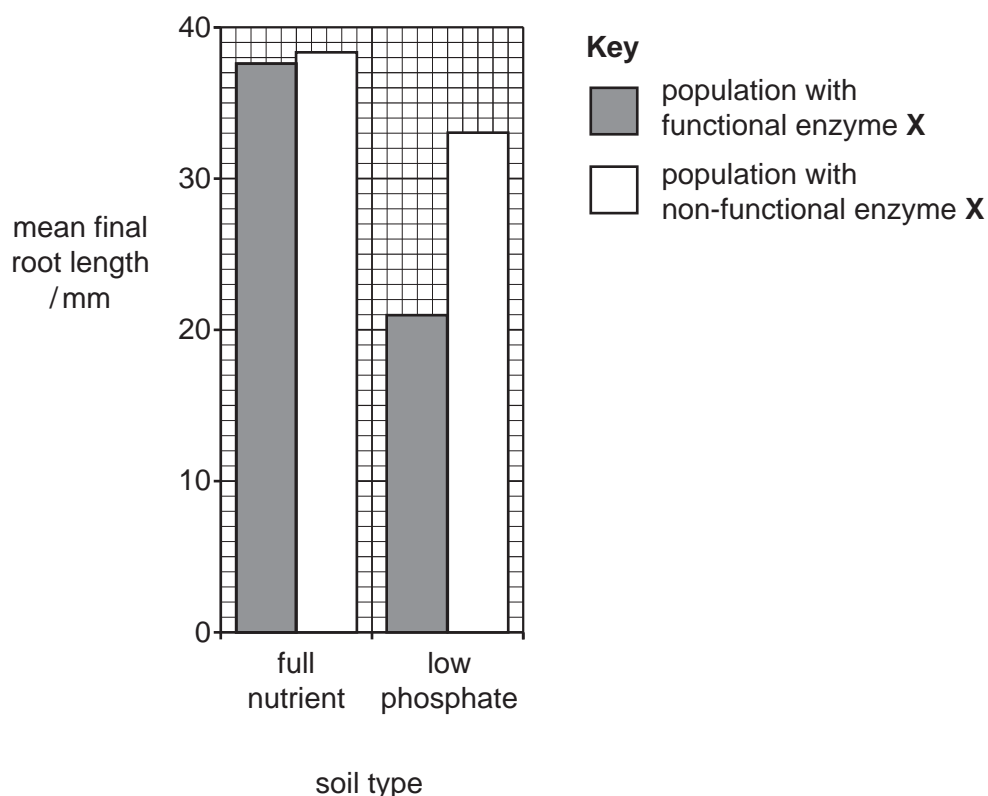 40
30
20
10
0
mean final
root length
/ mm
full
nutrient
low
phosphate
soil type
Key
population with
functional enzyme X
population with
non-functional enzyme X